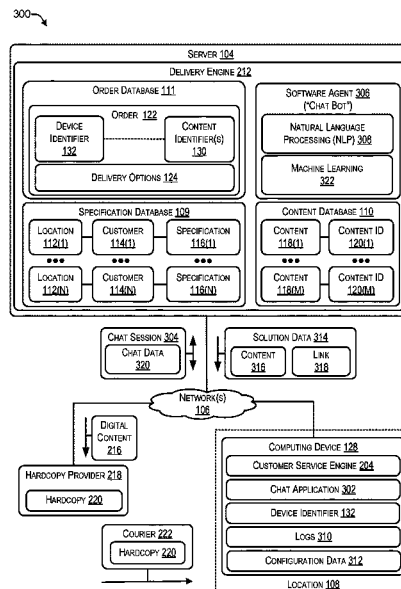 300
SERVER 104
DELIVERY ENGINE 212
ORDER DATABASE 111
ORDER 122
DEVICE
IDENTIFIER
132
CONTENT
IDENTIFIER(S)
130
DELIVERY OPTIONS 124
SOFTWARE AGENT 306
("CHAT BOT")
NATURAL LANGUAGE
PROCESSING (NLP) 308
MACHINE LEARNING
322
SPECIFICATION DATABASE 109
LOCATION
112(1)
CUSTOMER
114(1)
SPECIFICATION
116(1)
LOCATION
112(N)
CUSTOMER
114(N)
SPECIFICATION
116(N)
CONTENT DATABASE 110
CONTENT
118(1)
CONTENT ID
120(1)
CONTENT
118(M)
CONTENT ID
120(M)
CHAT SESSION 304
CHAT DATA
320
SOLUTION DATA 314
CONTENT
316
LINK
318
NETWORK(S)
106
DIGITAL
CONTENT
216
HARDCOPY PROVIDER 218
HARDCOPY 220
COURIER 222
HARDCOPY 220
COMPUTING DEVICE 128
CUSTOMER SERVICE ENGINE 204
CHAT APPLICATION 302
DEVICE IDENTIFIER 132
LOGS 310
CONFIGURATION DATA 312
LOCATION 108